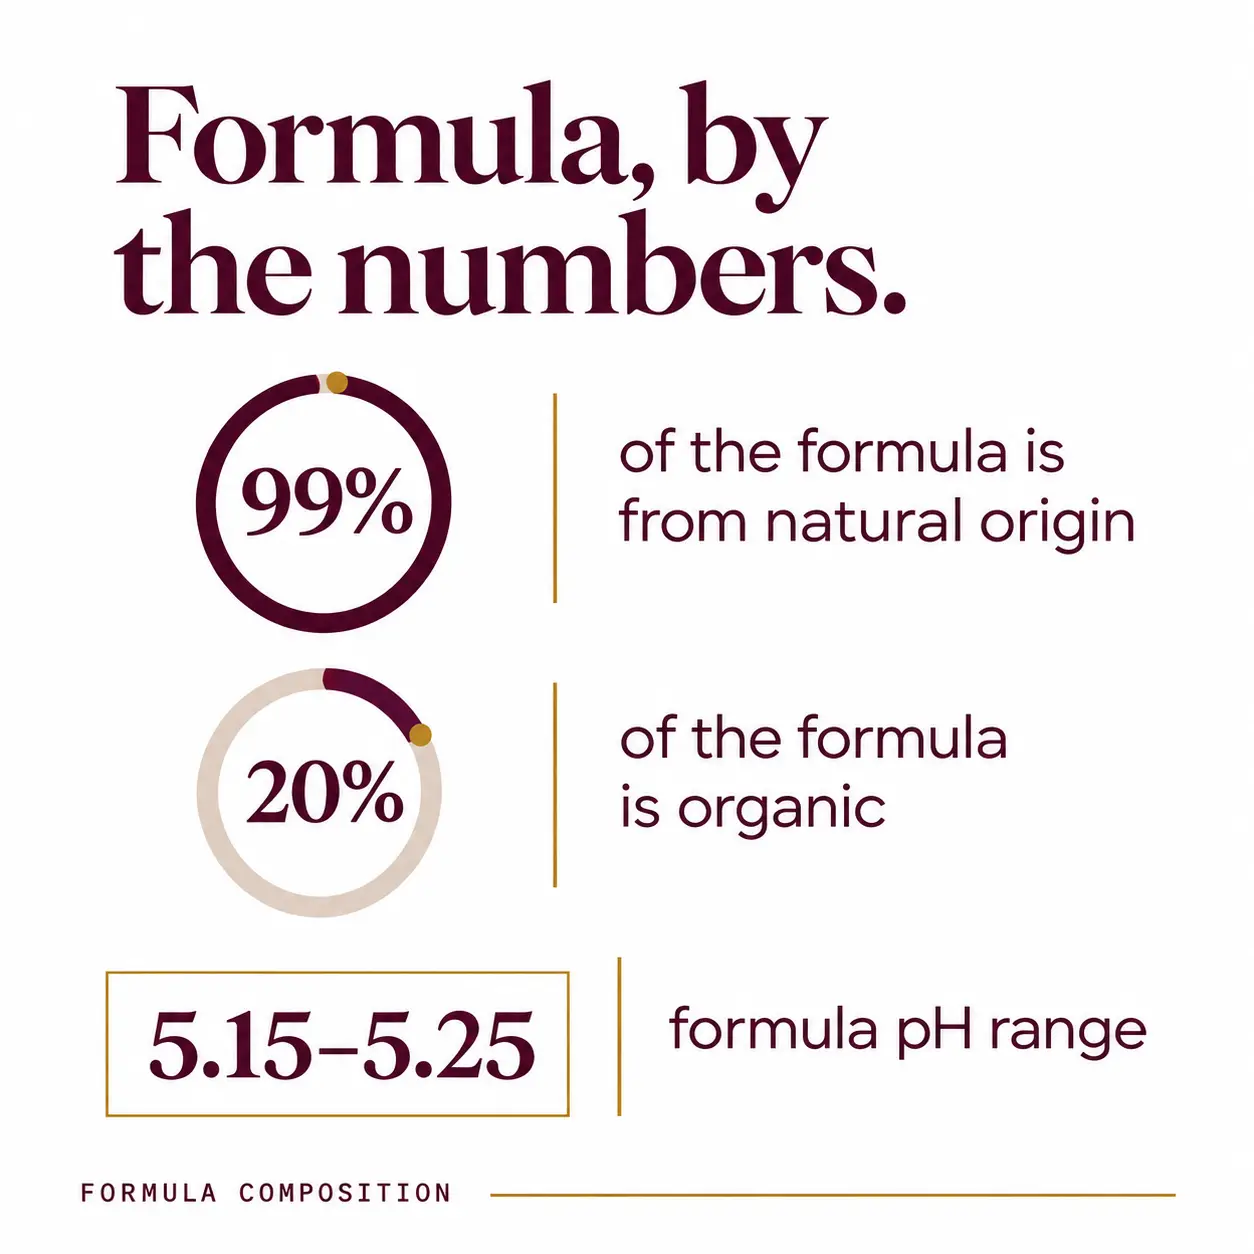 Formula, by
the numbers.
99%
of the formula is
from natural origin
20%
of the formula
is organic
5.15–5.25
formula pH range
FORMULA COMPOSITION